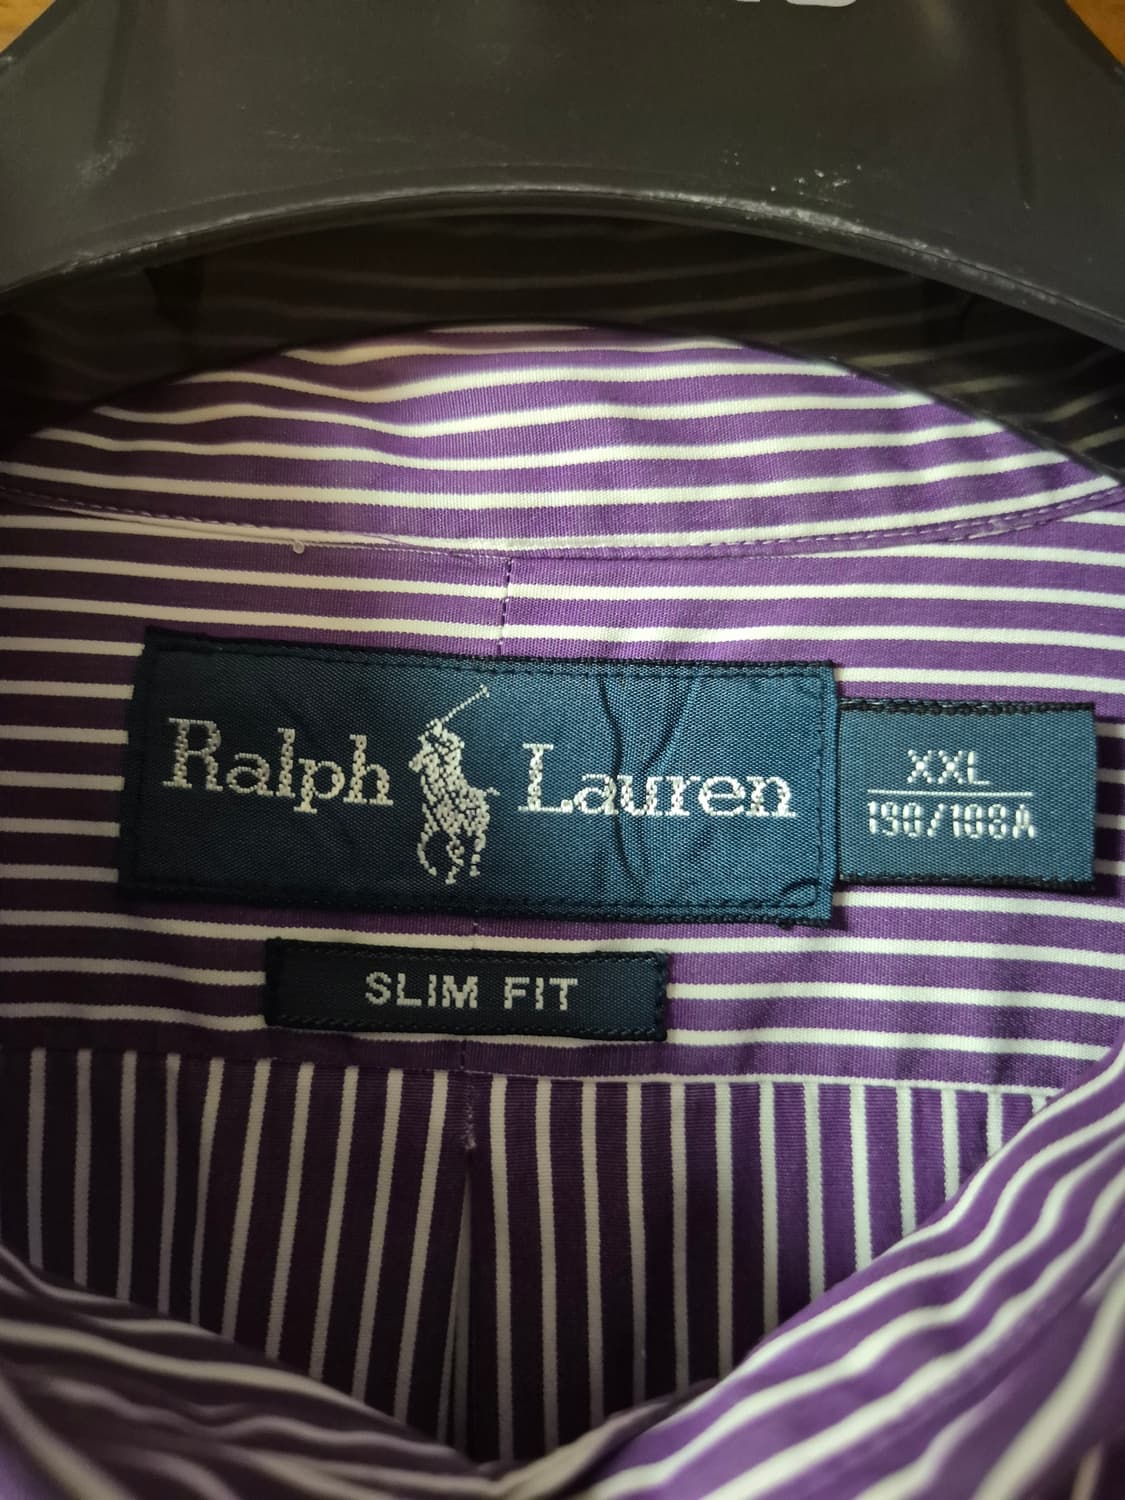 Ralph Lauren
XXL
190/108A
SLIM FIT